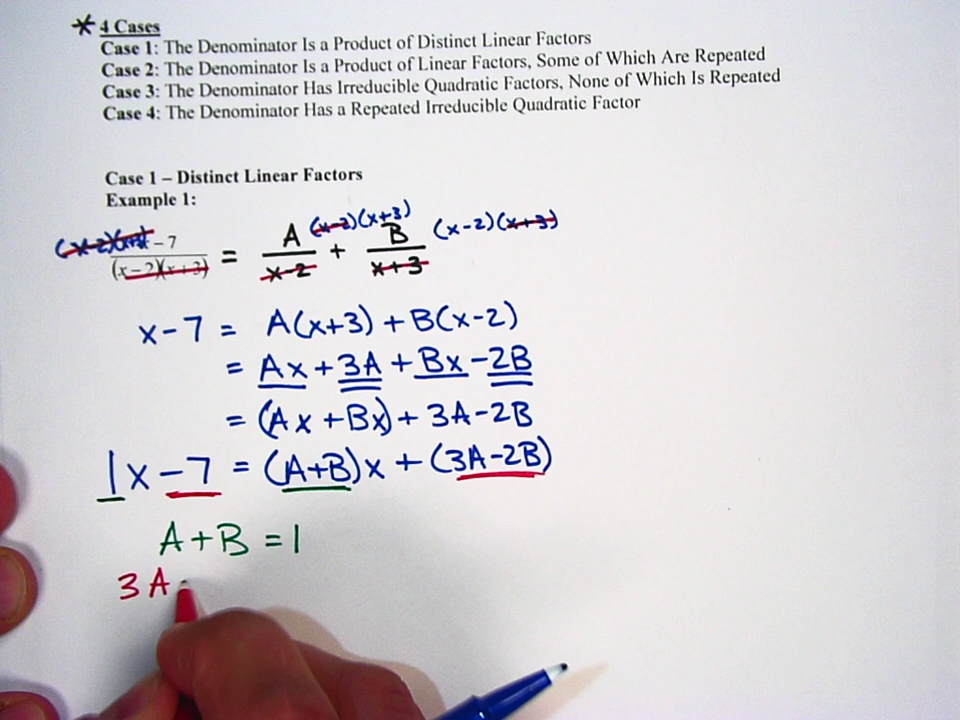 * 4 Cases
Case 1: The Denominator Is a Product of Distinct Linear Factors
Case 2: The Denominator Is a Product of Linear Factors, Some of Which Are Repeated
Case 3: The Denominator Has Irreducible Quadratic Factors, None of Which Is Repeated
Case 4: The Denominator Has a Repeated Irreducible Quadratic Factor
Case 1 – Distinct Linear Factors
Example 1:
(x-2)(x+3) – 7 = A (x-2)(x+3) + B (x-2)(x+3)
(x – 2)(x + 3) x-2 x+3
x-7 = A(x+3) + B(x-2)
= Ax + 3A + Bx - 2B
= (Ax + Bx) + 3A - 2B
1x - 7 = (A+B)x + (3A-2B)
A + B = 1
3A